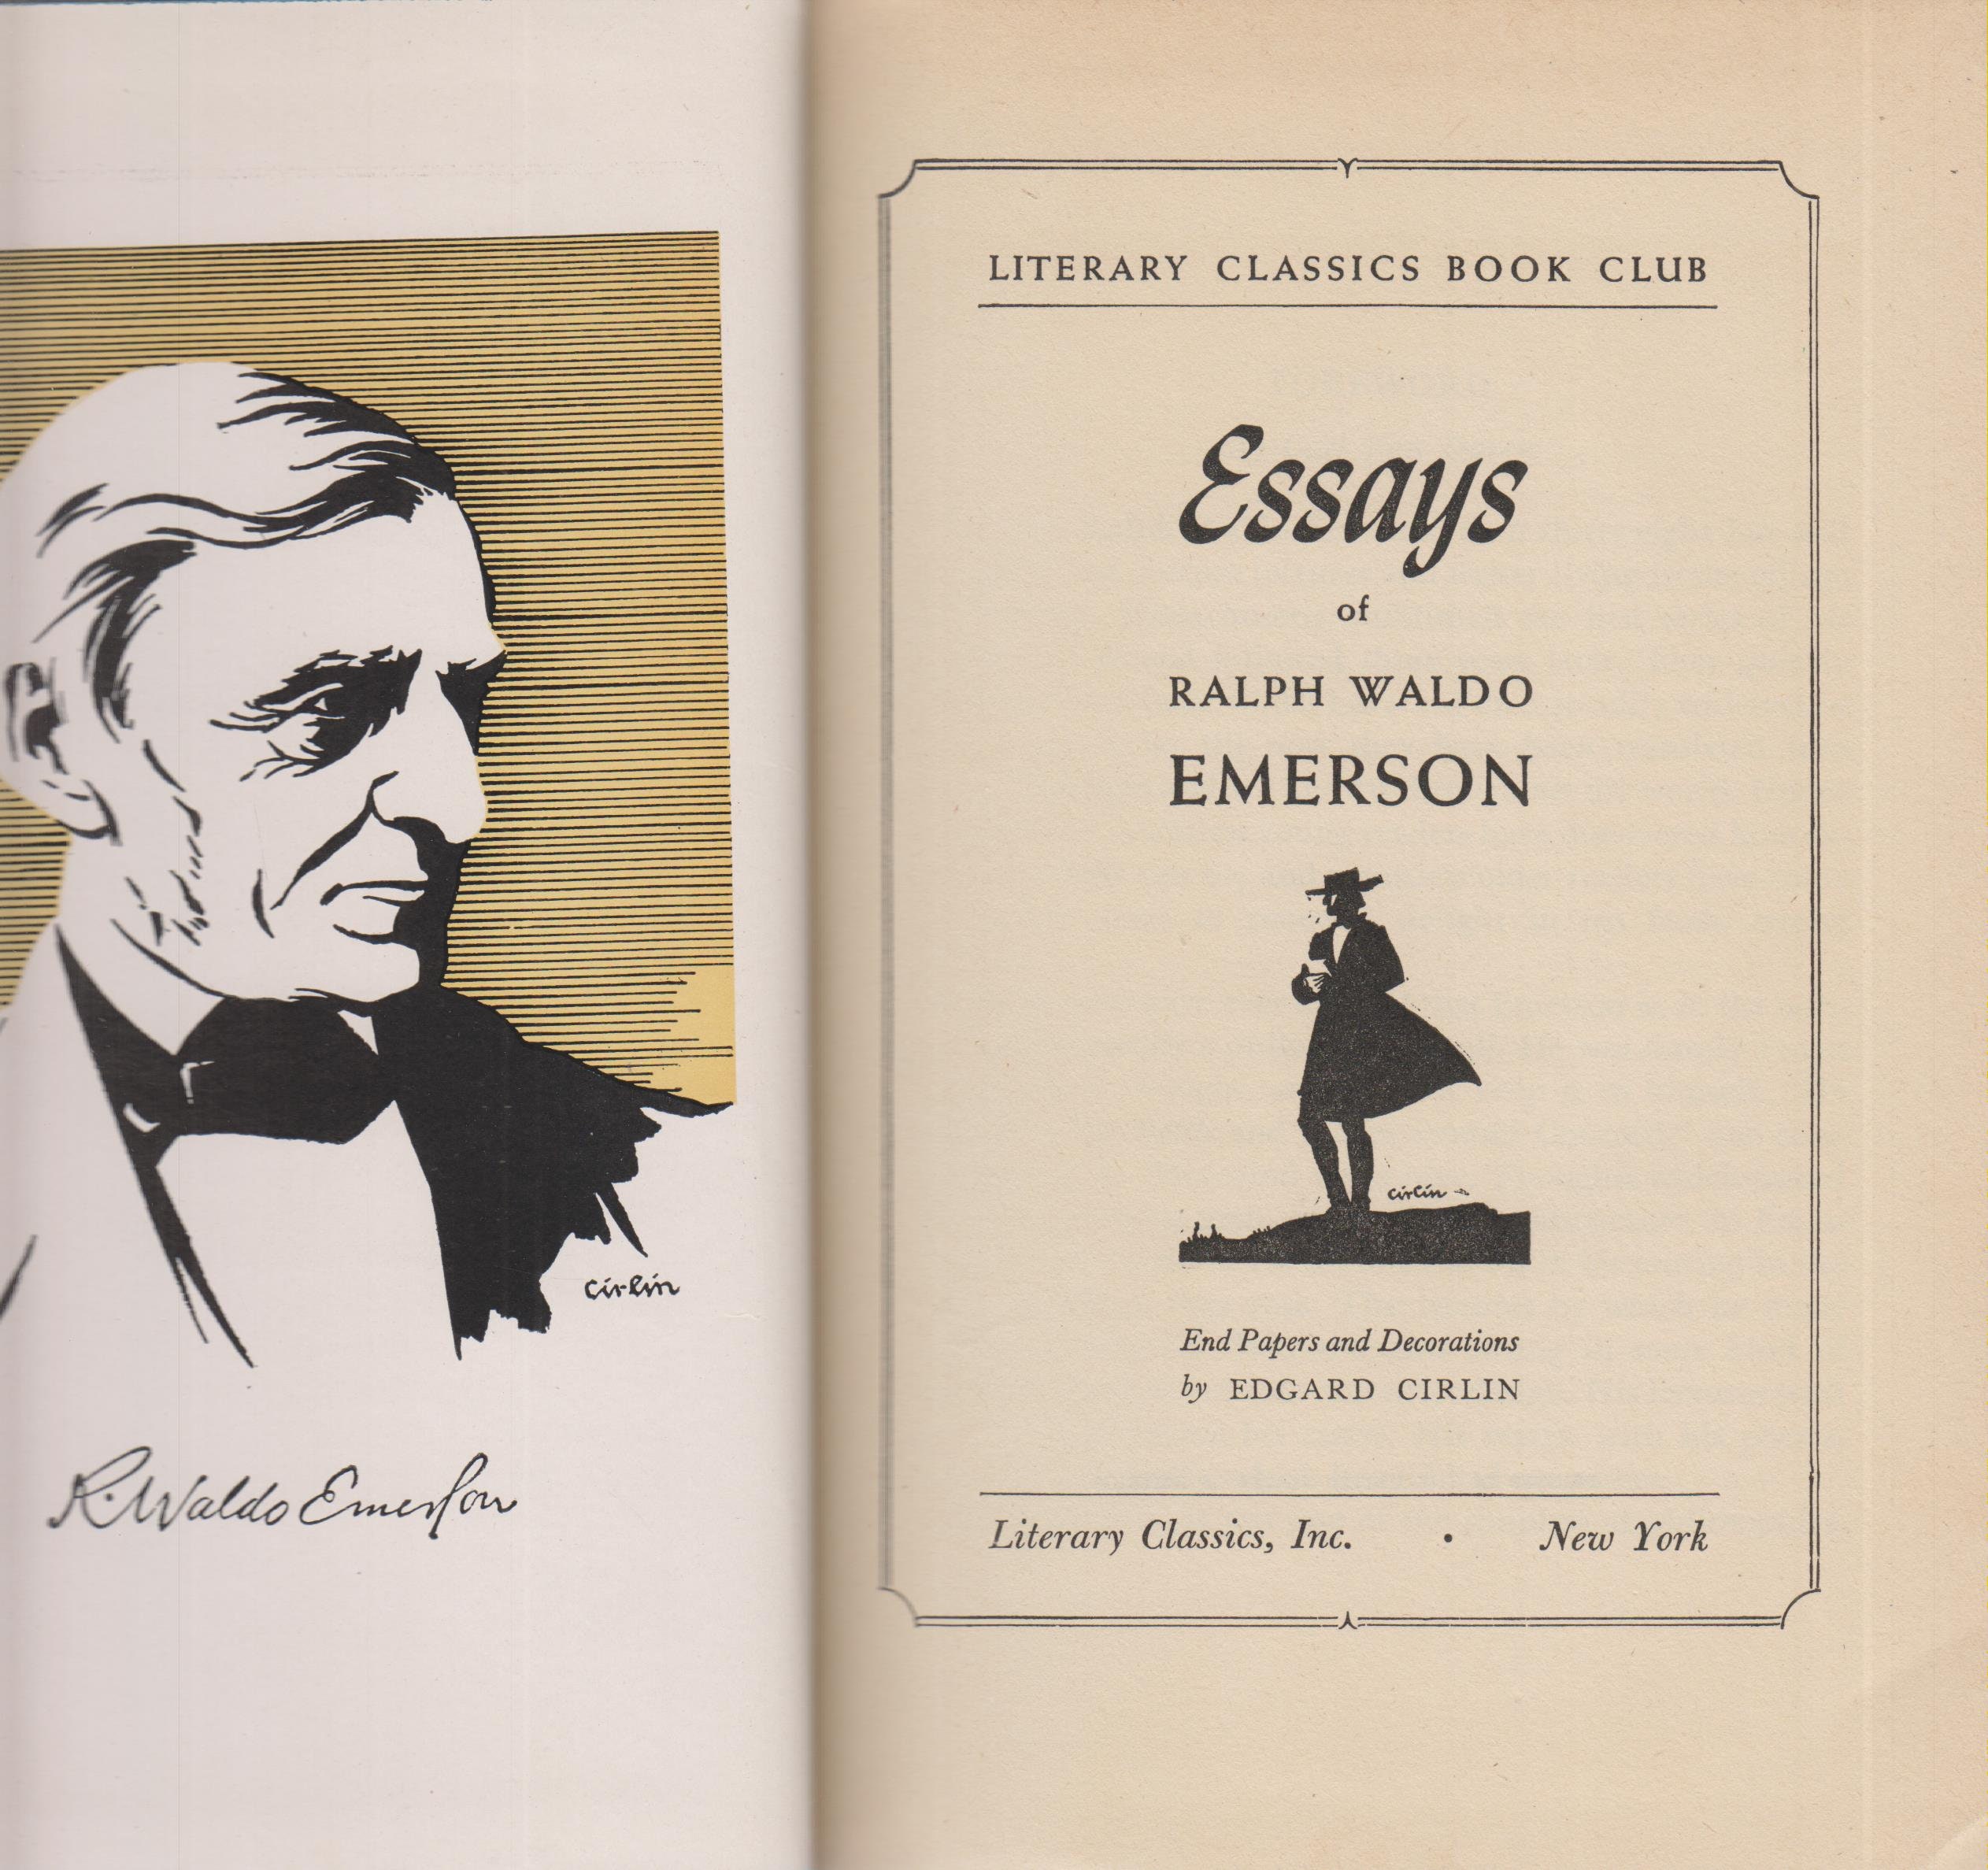 Cirlin
R. Waldo Emerson
LITERARY CLASSICS BOOK CLUB
Essays
of
RALPH WALDO
EMERSON
Cirlin
End Papers and Decorations
by EDGARD CIRLIN
Literary Classics, Inc. • New York